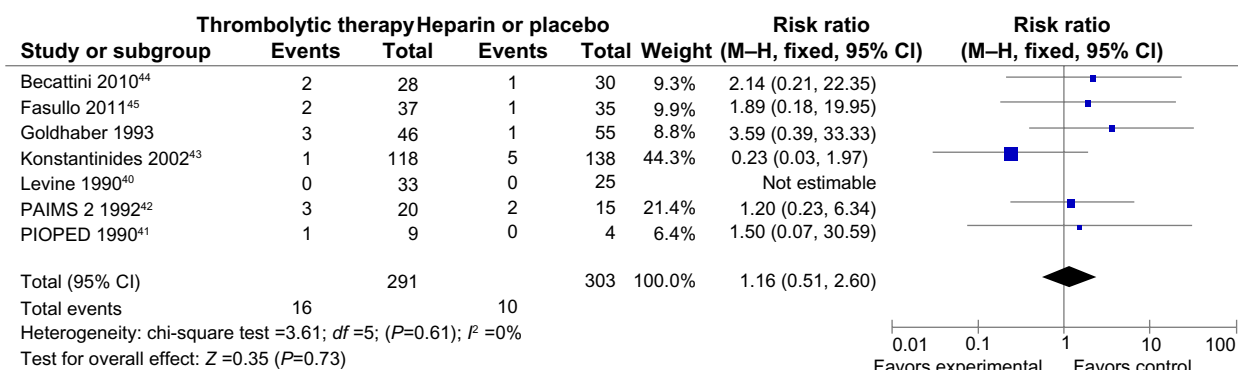 Thrombolytic therapy Heparin or placebo Risk ratio Risk ratio
Study or subgroup Events Total Events Total Weight (M–H, fixed, 95% CI) (M–H, fixed, 95% CI)
Becattini 2010⁴⁴ 2 28 1 30 9.3% 2.14 (0.21, 22.35)
Fasullo 2011⁴⁵ 2 37 1 35 9.9% 1.89 (0.18, 19.95)
Goldhaber 1993 3 46 1 55 8.8% 3.59 (0.39, 33.33)
Konstantinides 2002⁴³ 1 118 5 138 44.3% 0.23 (0.03, 1.97)
Levine 1990⁴⁰ 0 33 0 25 Not estimable
PAIMS 2 1992⁴² 3 20 2 15 21.4% 1.20 (0.23, 6.34)
PIOPED 1990⁴¹ 1 9 0 4 6.4% 1.50 (0.07, 30.59)
Total (95% CI) 291 303 100.0% 1.16 (0.51, 2.60)
Total events 16 10
Heterogeneity: chi-square test =3.61; df =5; (P=0.61); I² =0%
Test for overall effect: Z =0.35 (P=0.73)
0.01 0.1 1 10 100
Favors experimental Favors control